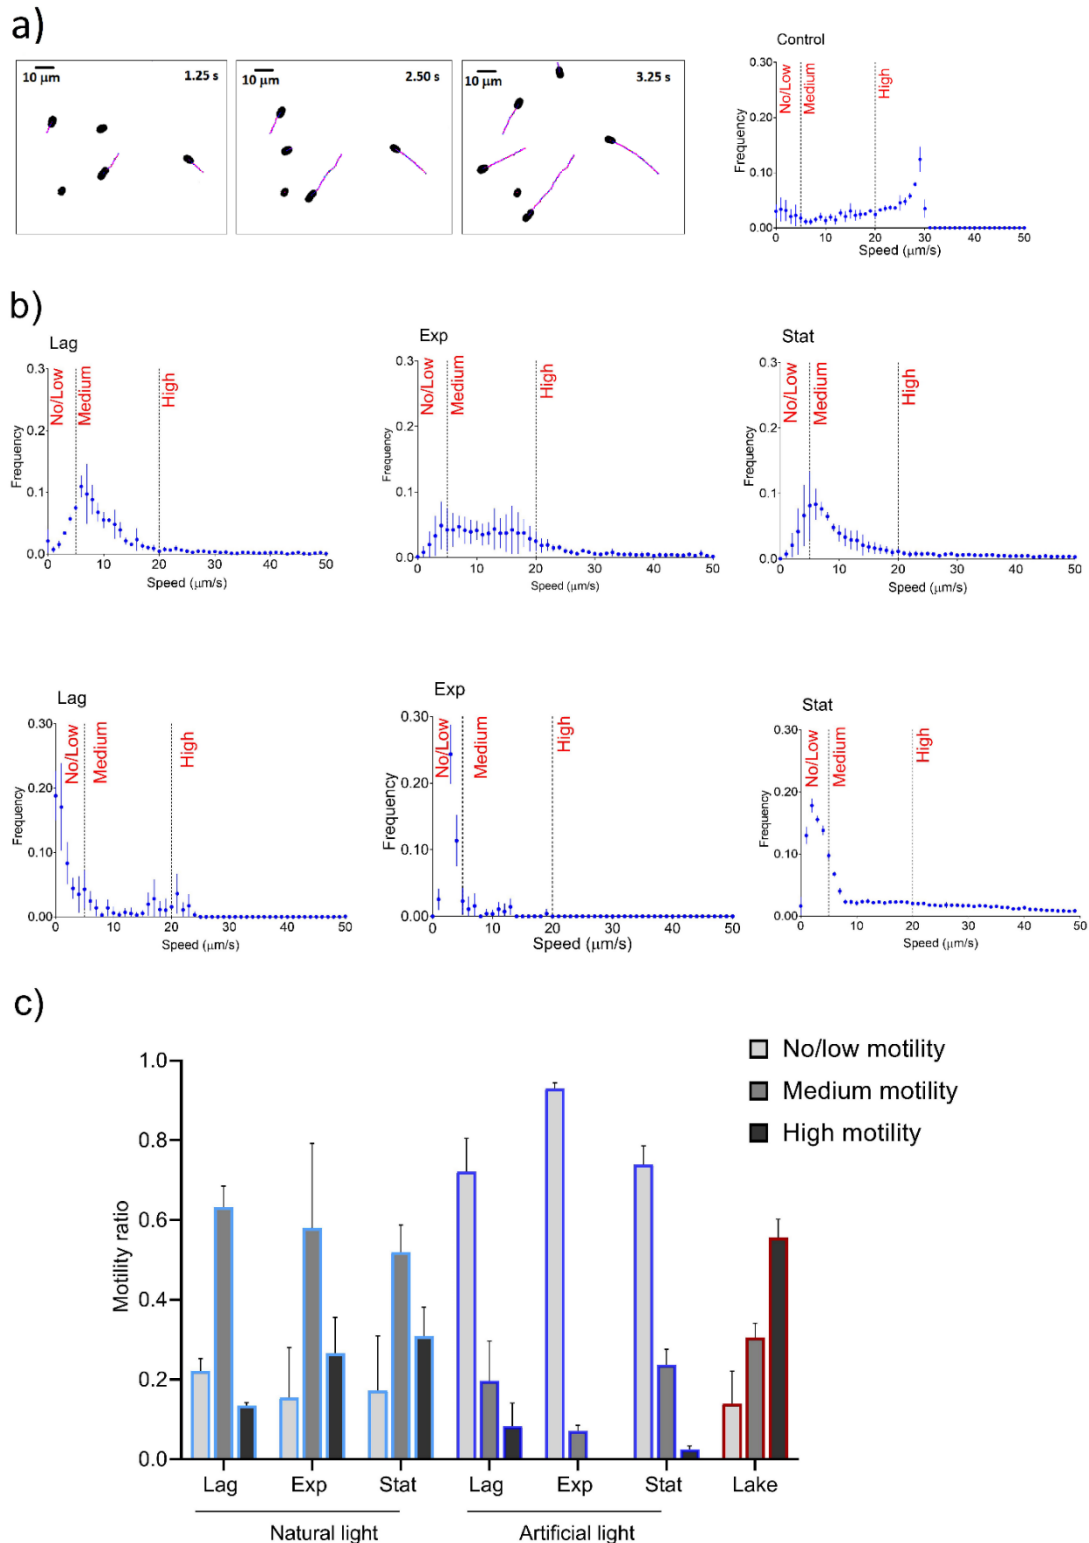 a)
10 μm 1.25 s
10 μm 2.50 s
10 μm 3.25 s
Control
Frequency
0.30
0.20
0.10
0.00
No/Low
Medium
High
0 10 20 30 40 50
Speed (μm/s)
b)
Lag
Frequency
0.3
0.2
0.1
0.0
No/Low
Medium
High
0 10 20 30 40 50
Speed (μm/s)
Exp
Frequency
0.3
0.2
0.1
0.0
No/Low
Medium
High
0 10 20 30 40 50
Speed (μm/s)
Stat
Frequency
0.3
0.2
0.1
0.0
No/Low
Medium
High
0 10 20 30 40 50
Speed (μm/s)
Lag
Frequency
0.30
0.20
0.10
0.00
No/Low
Medium
High
0 10 20 30 40 50
Speed (μm/s)
Exp
Frequency
0.30
0.20
0.10
0.00
No/Low
Medium
High
0 10 20 30 40 50
Speed (μm/s)
Stat
Frequency
0.30
0.20
0.10
0.00
No/Low
Medium
High
0 10 20 30 40 50
Speed (μm/s)
c)
No/low motility
Medium motility
High motility
Motility ratio
1.0
0.8
0.6
0.4
0.2
0.0
Lag Exp Stat Lag Exp Stat Lake
Natural light Artificial light